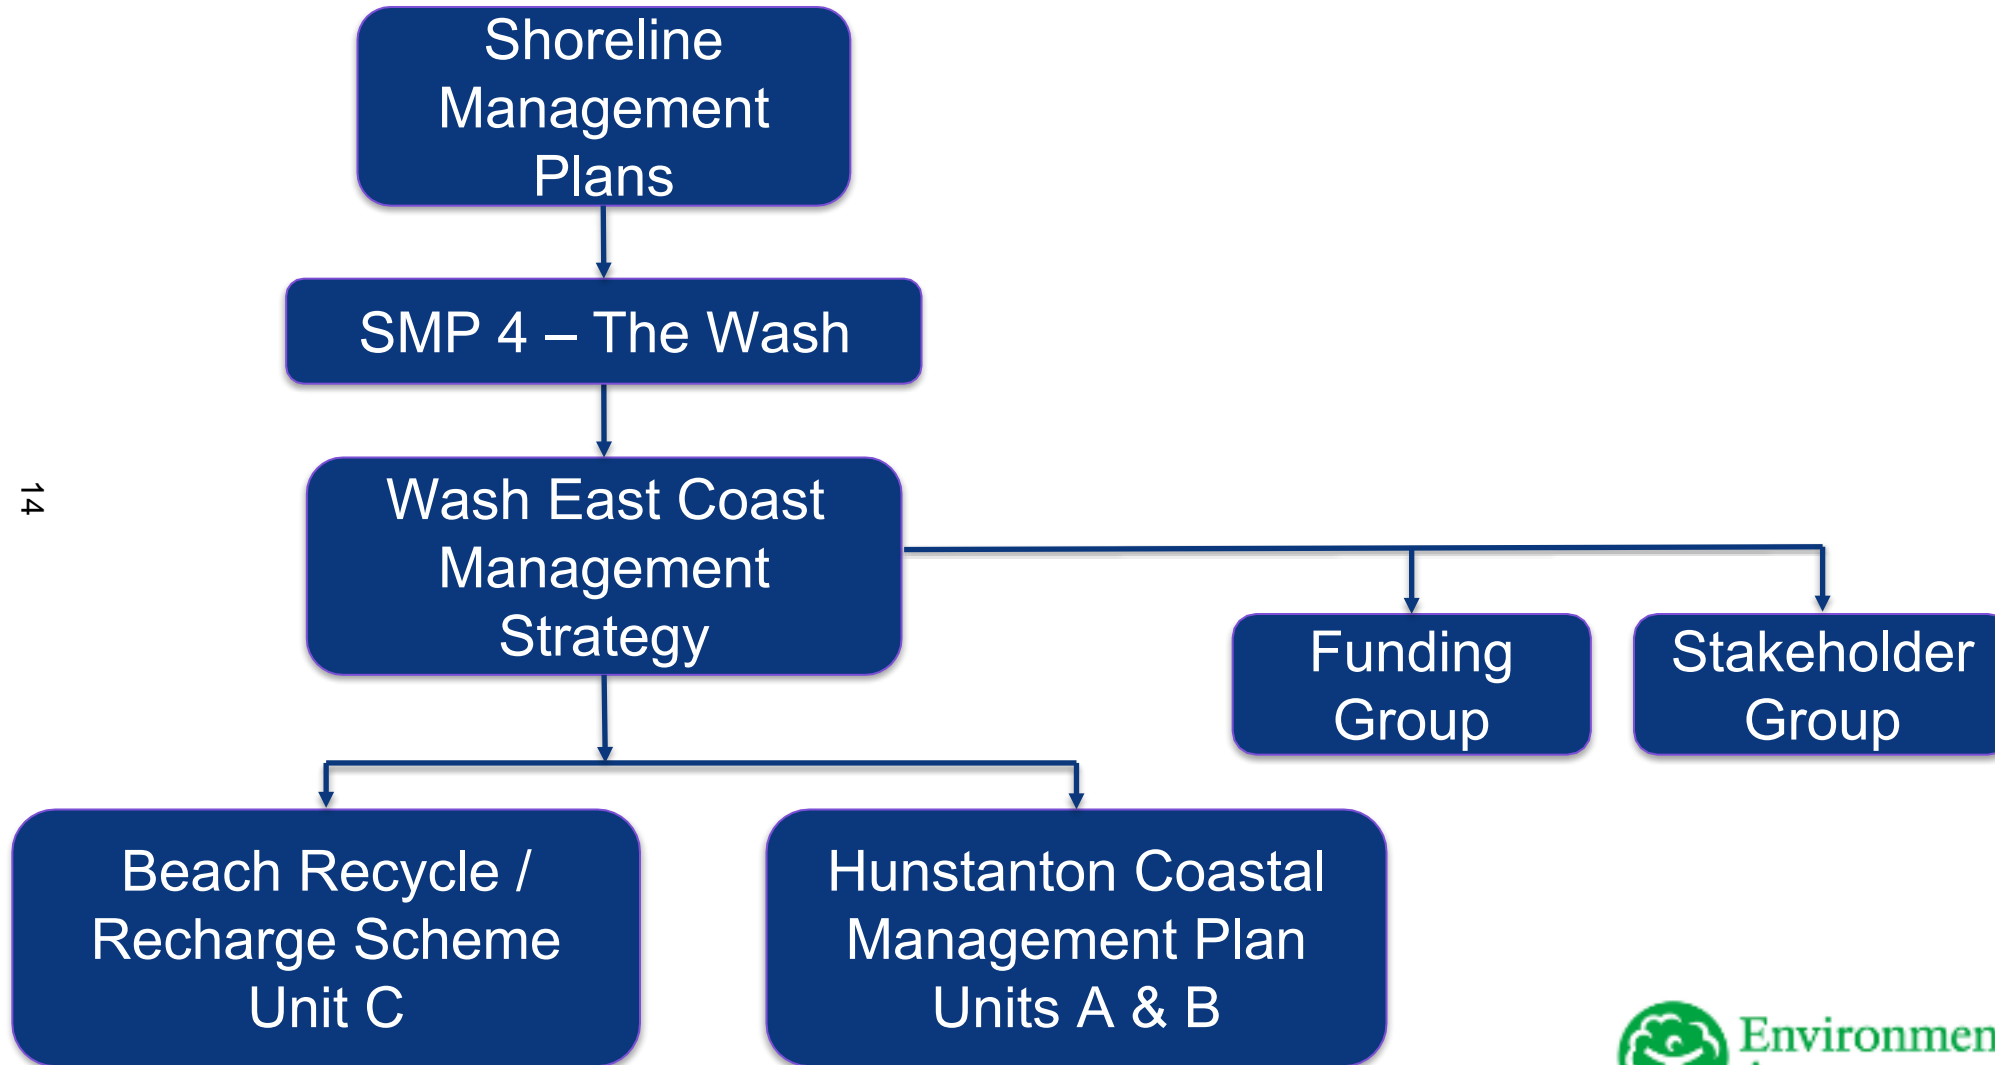 Shoreline
Management
Plans
SMP 4 – The Wash
Wash East Coast
Management
Strategy
Funding
Group
Stakeholder
Group
Beach Recycle /
Recharge Scheme
Unit C
Hunstanton Coastal
Management Plan
Units A & B
14
Environmen